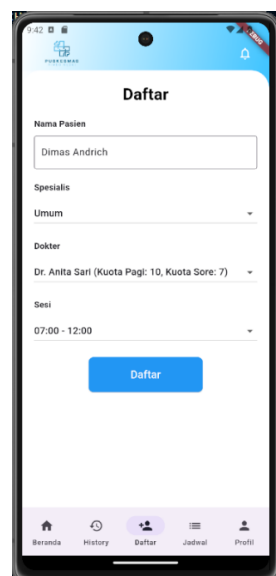 9:42
DEBUG
PUSKESMAS
Daftar
Nama Pasien
Dimas Andrich
Spesialis
Umum
Dokter
Dr. Anita Sari (Kuota Pagi: 10, Kuota Sore: 7)
Sesi
07:00 - 12:00
Daftar
Beranda History Daftar Jadwal Profil